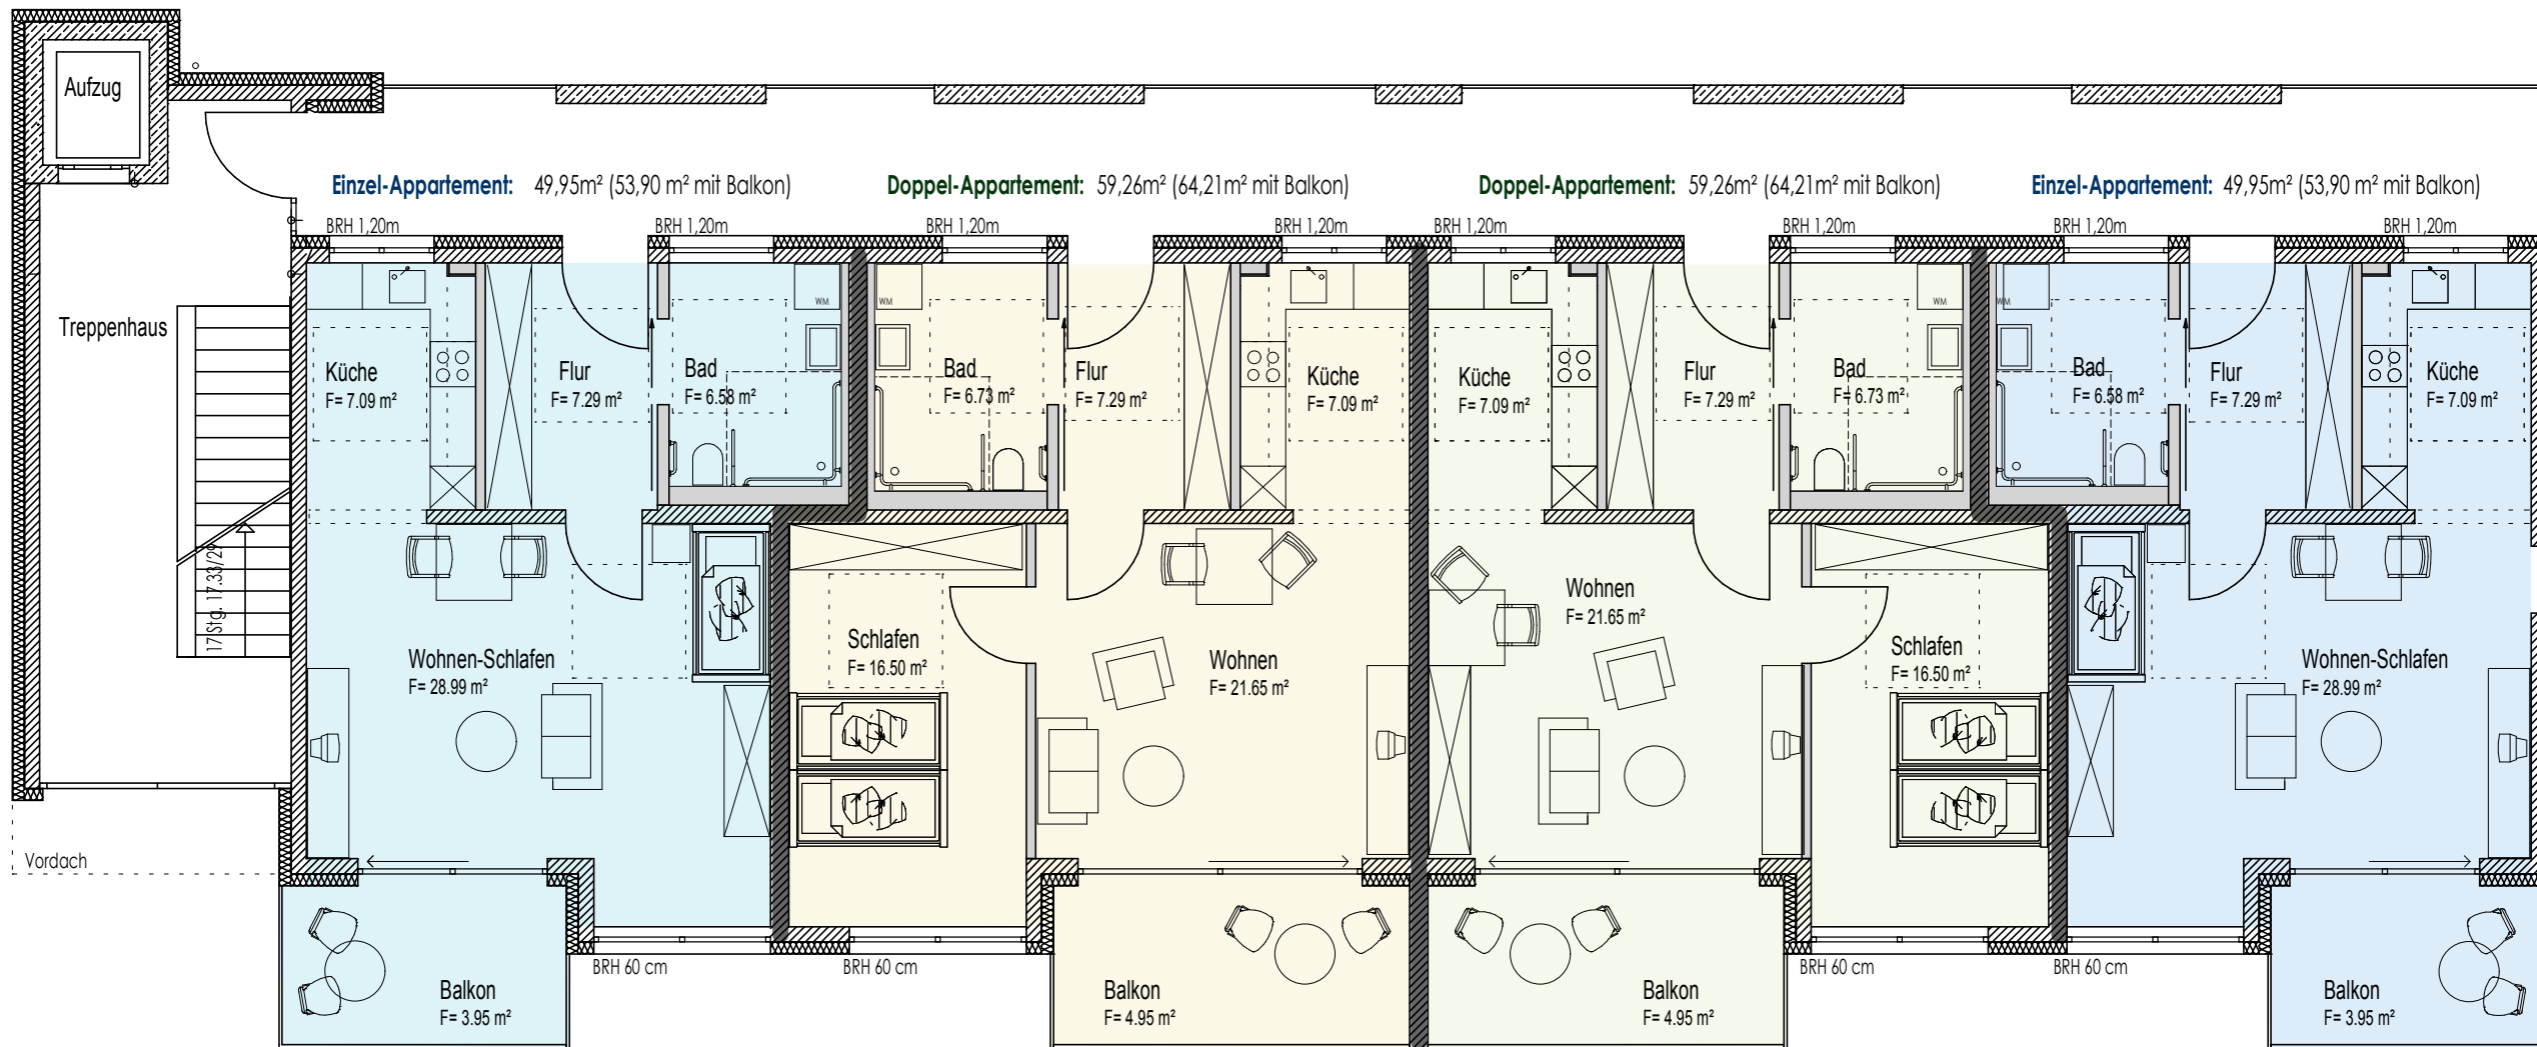 Aufzug
Einzel-Appartement: 49,95m² (53,90 m² mit Balkon)
Doppel-Appartement: 59,26m² (64,21m² mit Balkon)
Doppel-Appartement: 59,26m² (64,21m² mit Balkon)
Einzel-Appartement: 49,95m² (53,90 m² mit Balkon)
BRH 1,20m
BRH 1,20m
BRH 1,20m
BRH 1,20m
BRH 1,20m
BRH 1,20m
BRH 1,20m
BRH 1,20m
WM
WM
WM
WM
Treppenhaus
17 Stg. 17.33/29
Küche
F= 7.09 m²
Flur
F= 7.29 m²
Bad
F= 6.58 m²
Bad
F= 6.73 m²
Flur
F= 7.29 m²
Küche
F= 7.09 m²
Küche
F= 7.09 m²
Flur
F= 7.29 m²
Bad
F= 6.73 m²
Bad
F= 6.58 m²
Flur
F= 7.29 m²
Küche
F= 7.09 m²
Wohnen-Schlafen
F= 28.99 m²
Schlafen
F= 16.50 m²
Wohnen
F= 21.65 m²
Wohnen
F= 21.65 m²
Schlafen
F= 16.50 m²
Wohnen-Schlafen
F= 28.99 m²
Vordach
BRH 60 cm
BRH 60 cm
BRH 60 cm
BRH 60 cm
Balkon
F= 3.95 m²
Balkon
F= 4.95 m²
Balkon
F= 4.95 m²
Balkon
F= 3.95 m²